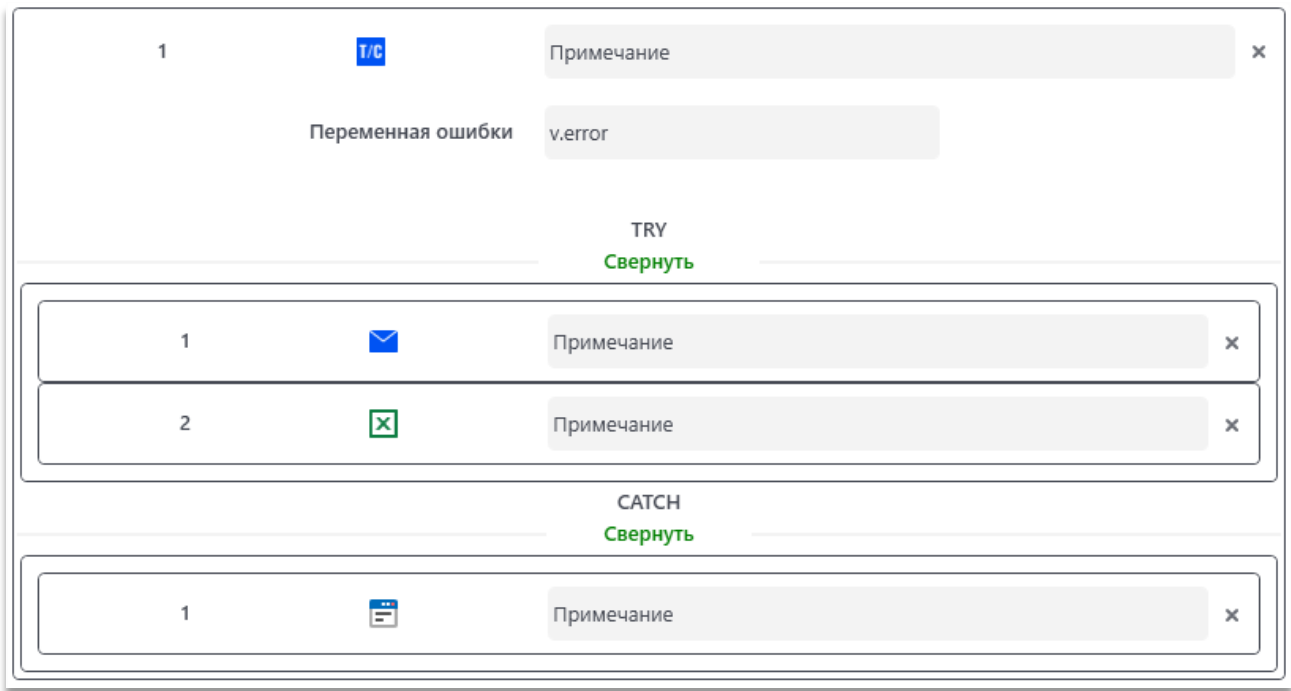 1 T/C Примечание
Переменная ошибки v.error
TRY
Свернуть
1 Примечание
2 Примечание
CATCH
Свернуть
1 Примечание